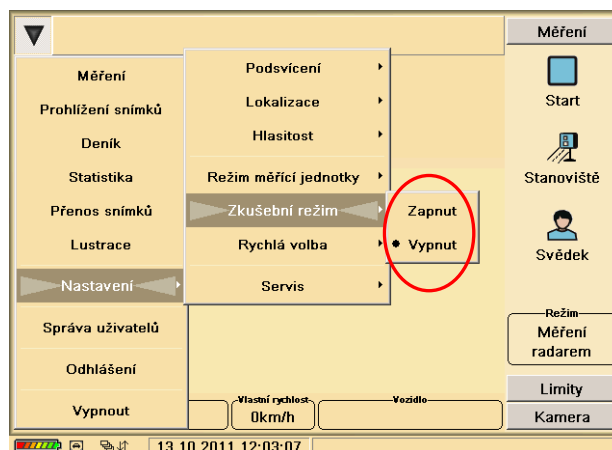 Měření
Prohlížení snímků
Deník
Statistika
Přenos snímků
Lustrace
Nastavení
Správa uživatelů
Odhlášení
Vypnout
Podsvícení
Lokalizace
Hlasitost
Režim měřící jednotky
Zkušební režim
Rychlá volba
Servis
Zapnut
Vypnut
Měření
Start
Stanoviště
Svědek
Režim
Měření
radarem
Limity
Kamera
Vlastní rychlost
0km/h
Vozidlo
13.10.2011 12:03:07